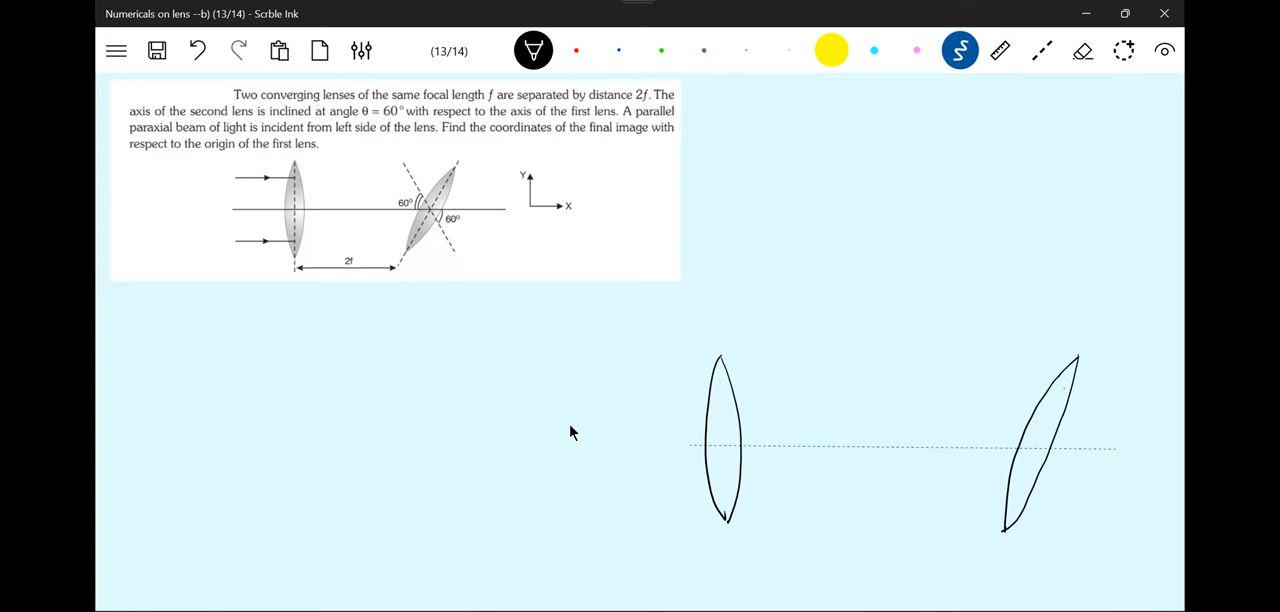 Numericals on lens --b) (13/14) - Scrble Ink
(13/14)
Two converging lenses of the same focal length f are separated by distance 2f. The
axis of the second lens is inclined at angle θ = 60° with respect to the axis of the first lens. A parallel
paraxial beam of light is incident from left side of the lens. Find the coordinates of the final image with
respect to the origin of the first lens.
60°
60°
2f
Y
X